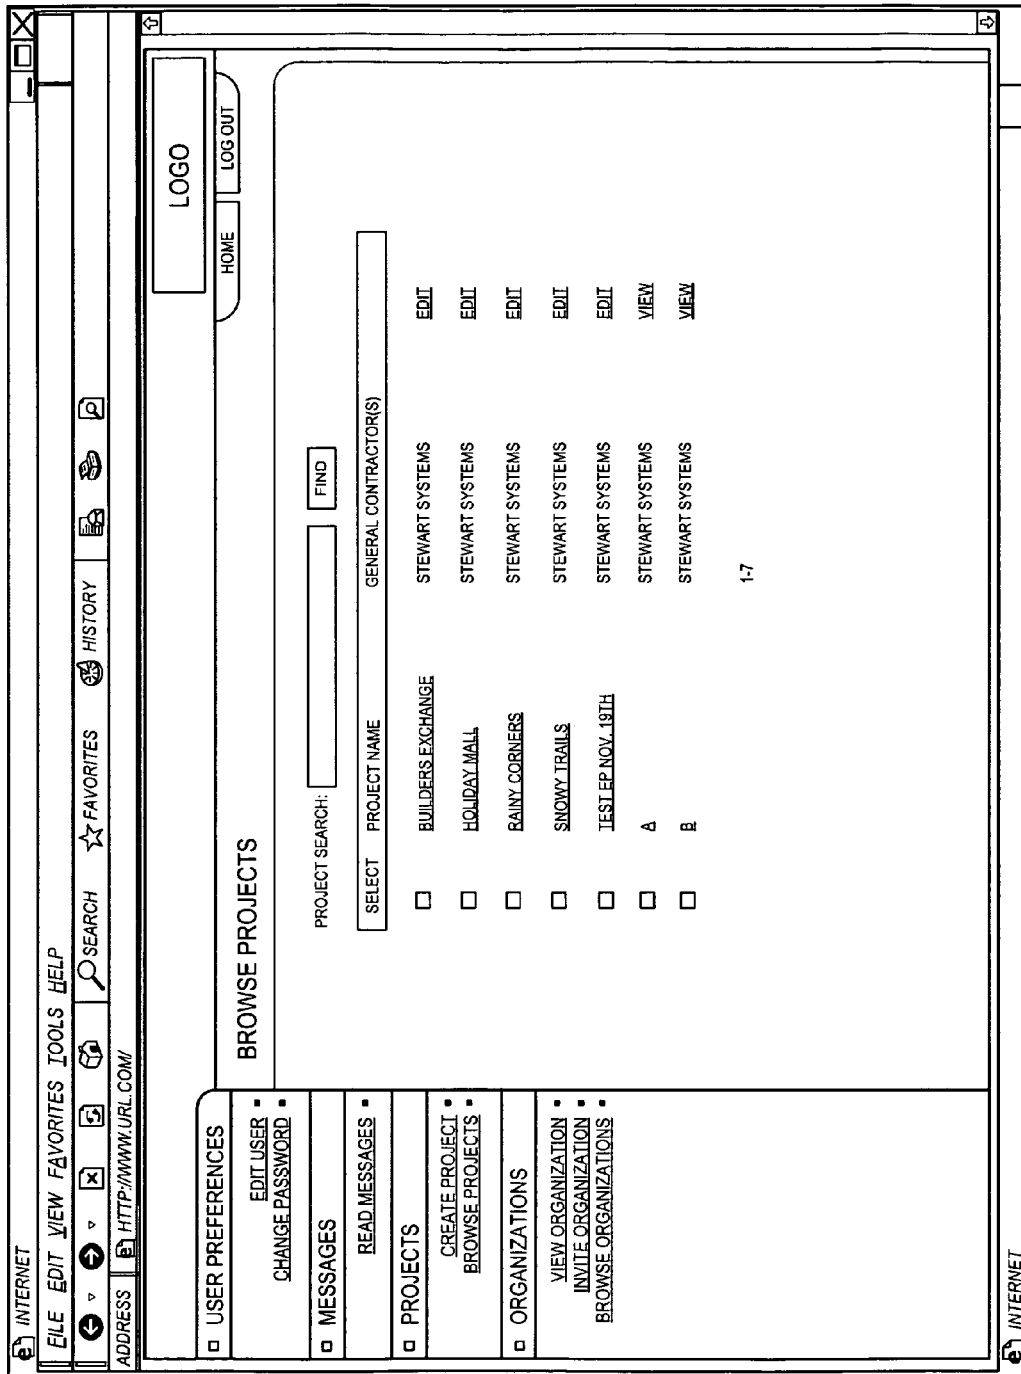 INTERNET
FILE EDIT VIEW FAVORITES TOOLS HELP
SEARCH FAVORITES HISTORY
ADDRESS HTTP://WWW.URL.COM/
LOGO
HOME LOG OUT
USER PREFERENCES
EDIT USER
CHANGE PASSWORD
MESSAGES
READ MESSAGES
PROJECTS
CREATE PROJECT
BROWSE PROJECTS
ORGANIZATIONS
VIEW ORGANIZATION
INVITE ORGANIZATION
BROWSE ORGANIZATIONS
BROWSE PROJECTS
PROJECT SEARCH: FIND
SELECT PROJECT NAME GENERAL CONTRACTOR(S)
BUILDERS EXCHANGE STEWART SYSTEMS EDIT
HOLIDAY MALL STEWART SYSTEMS EDIT
RAINY CORNERS STEWART SYSTEMS EDIT
SNOWY TRAILS STEWART SYSTEMS EDIT
TEST EP NOV. 19TH STEWART SYSTEMS EDIT
A STEWART SYSTEMS VIEW
B STEWART SYSTEMS VIEW
1-7
INTERNET